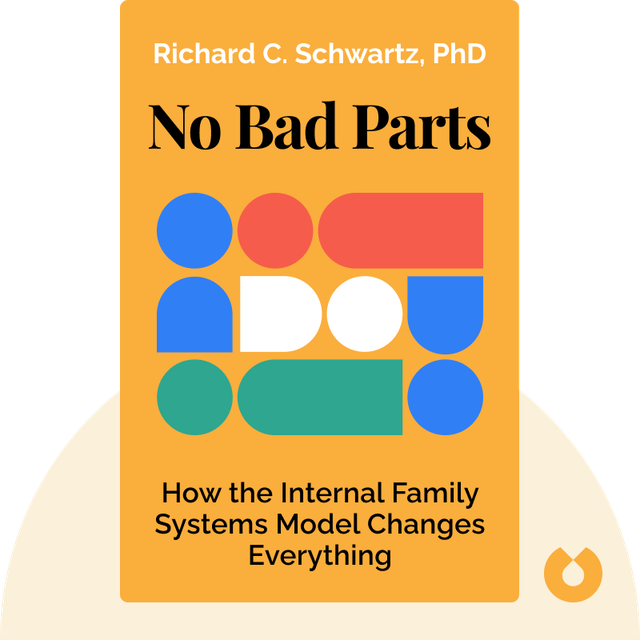 Richard C. Schwartz, PhD
No Bad Parts
How the Internal Family
Systems Model Changes
Everything